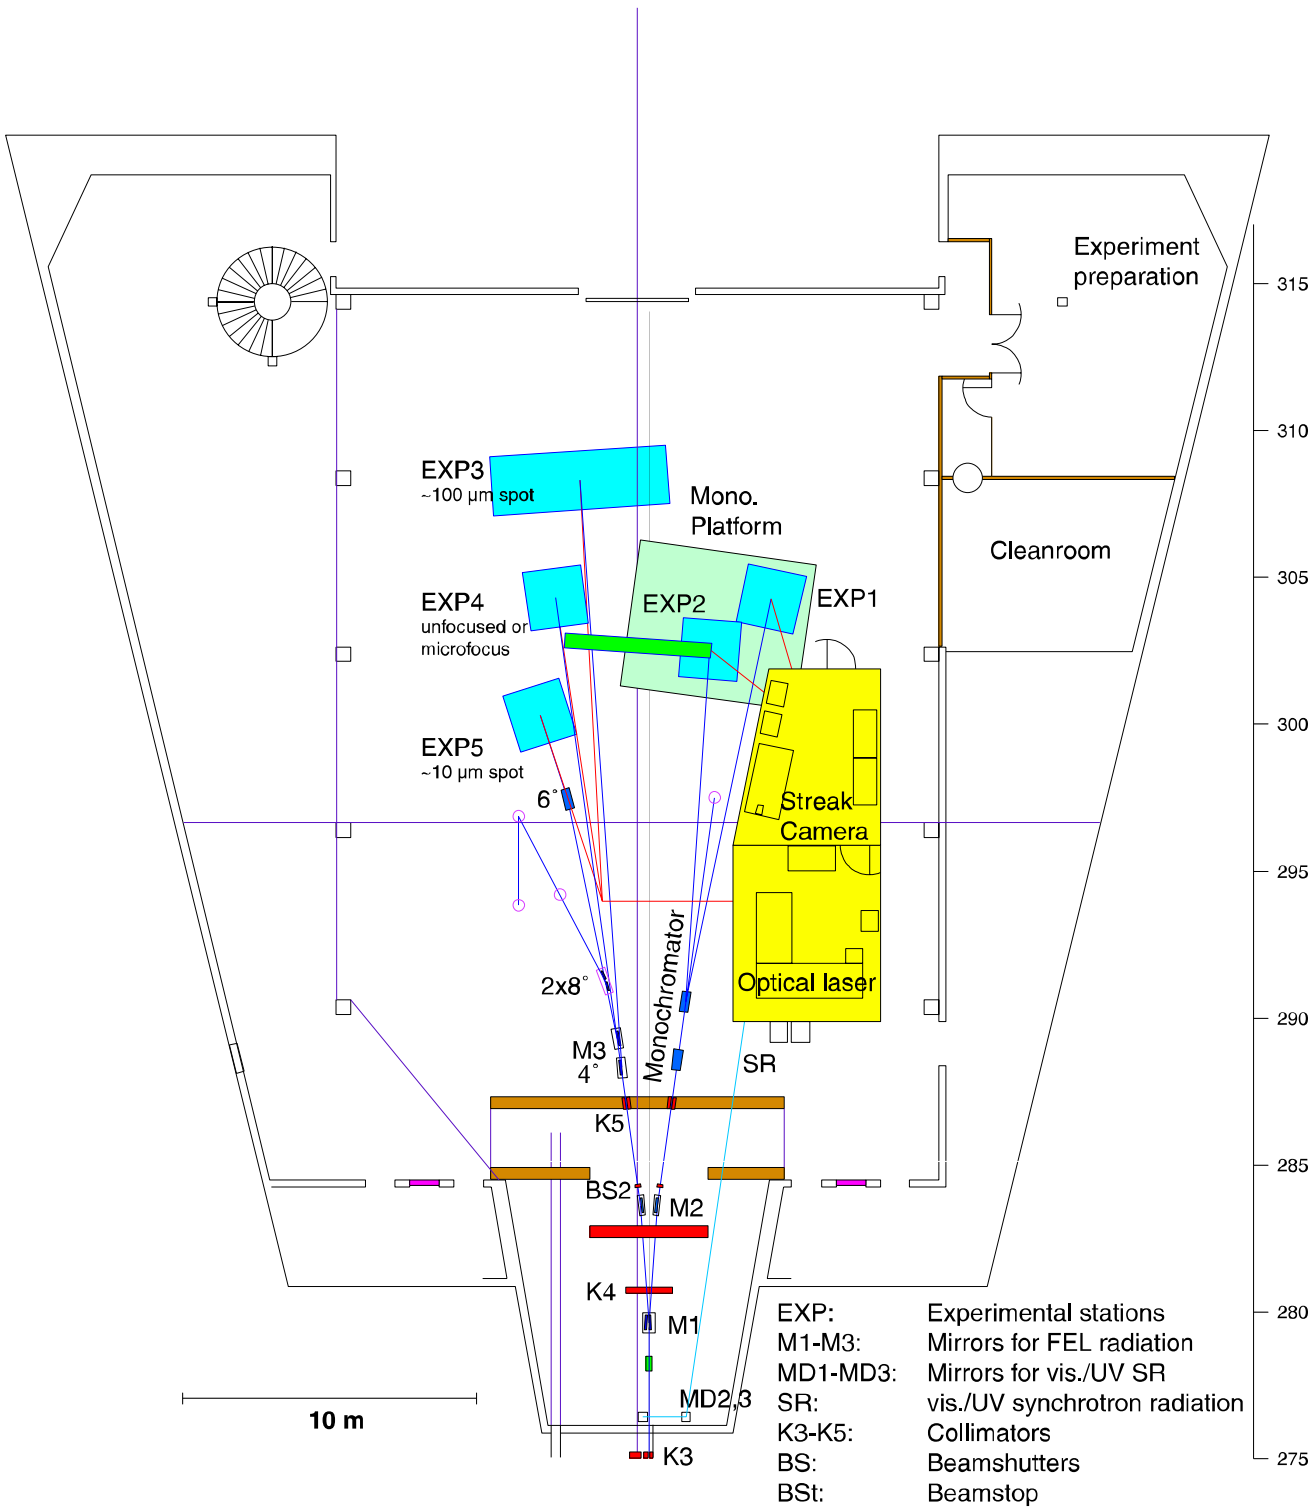 Experiment
preparation
315
310
EXP3
~100 µm spot
Mono.
Platform
Cleanroom
305
EXP4
unfocused or
microfocus
EXP2
EXP1
300
EXP5
~10 µm spot
6°
Streak
Camera
295
2x8°
Monochromator
Optical laser
290
M3
4°
SR
K5
285
BS2
M2
K4
280
M1
MD2,3
10 m
K3
275
EXP: Experimental stations
M1-M3: Mirrors for FEL radiation
MD1-MD3: Mirrors for vis./UV SR
SR: vis./UV synchrotron radiation
K3-K5: Collimators
BS: Beamshutters
BSt: Beamstop